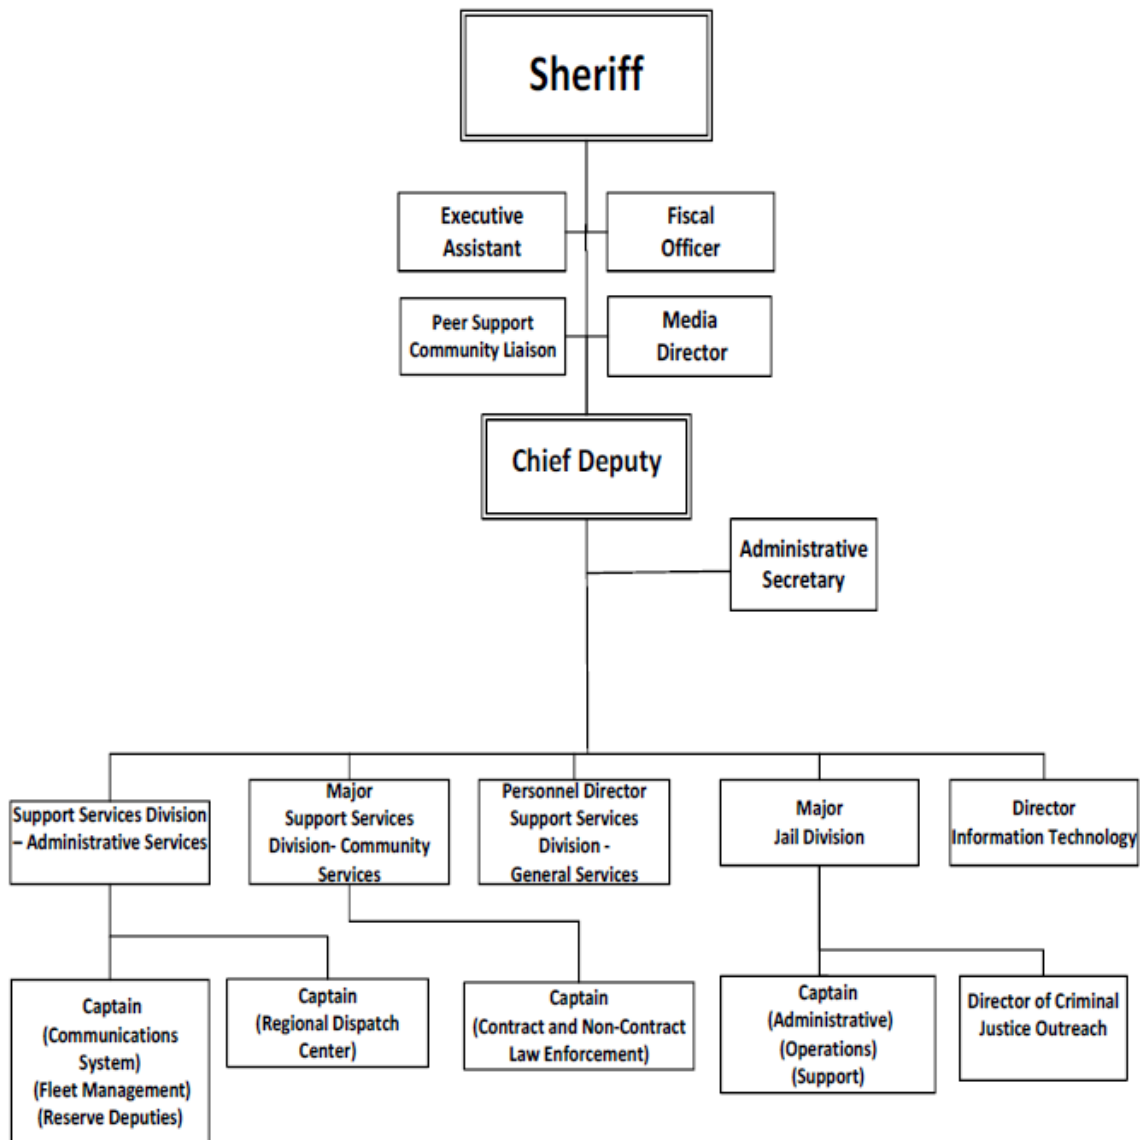 Sheriff
Executive
Assistant
Fiscal
Officer
Peer Support
Community Liaison
Media
Director
Chief Deputy
Administrative
Secretary
Support Services Division
– Administrative Services
Major
Support Services
Division- Community
Services
Personnel Director
Support Services
Division -
General Services
Major
Jail Division
Director
Information Technology
Captain
(Communications
System)
(Fleet Management)
(Reserve Deputies)
Captain
(Regional Dispatch
Center)
Captain
(Contract and Non-Contract
Law Enforcement)
Captain
(Administrative)
(Operations)
(Support)
Director of Criminal
Justice Outreach